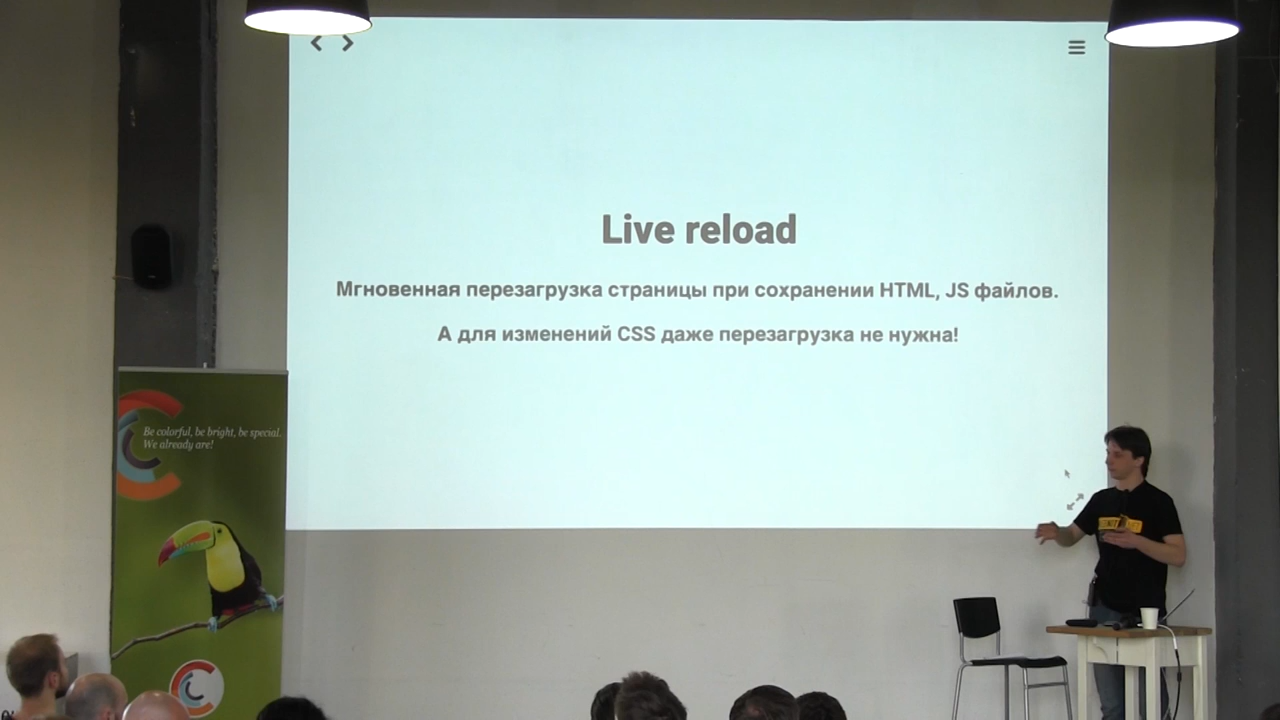 Live reload
Мгновенная перезагрузка страницы при сохранении HTML, JS файлов.
А для изменений CSS даже перезагрузка не нужна!
Be colorful, be bright, be special.
We already are!